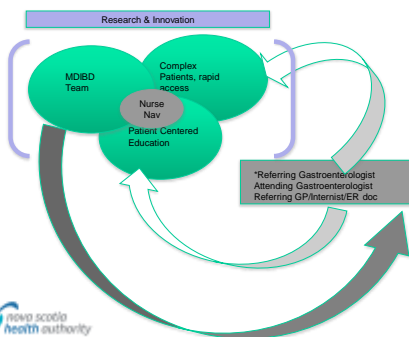 Research & Innovation
MDIBD
Team
Complex
Patients, rapid
access
Nurse
Nav
Patient Centered
Education
*Referring Gastroenterologist
Attending Gastroenterologist
Referring GP/Internist/ER doc
nova scotia
health authority